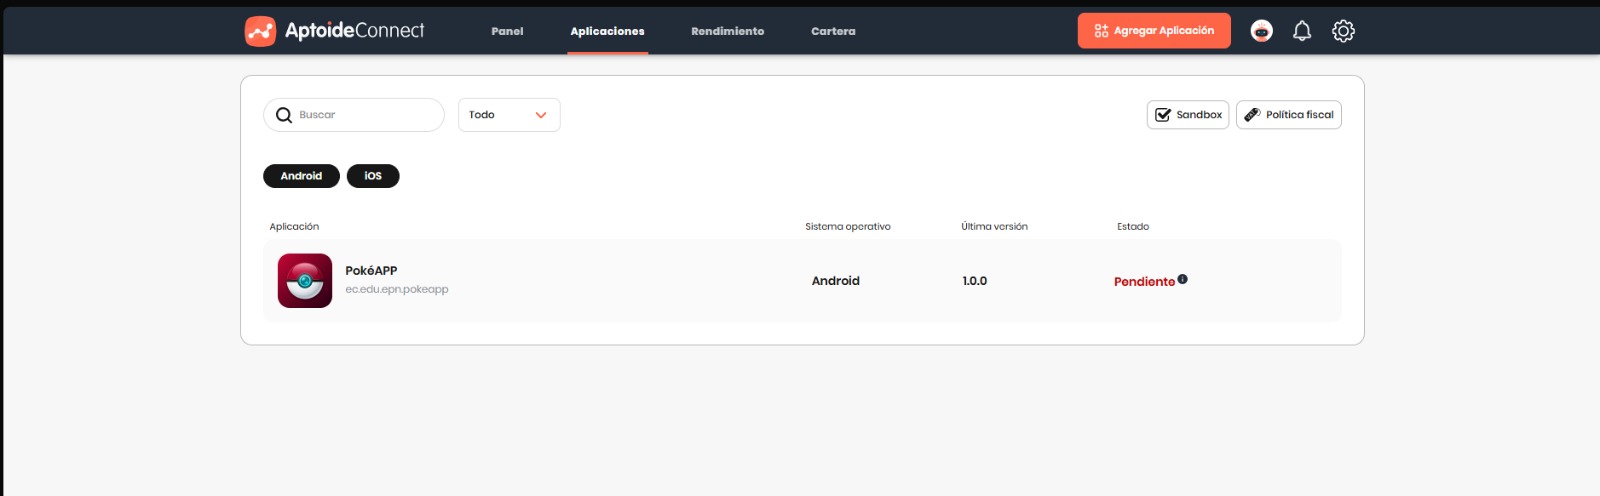 AptoideConnect
Panel
Aplicaciones
Rendimiento
Cartera
Agregar Aplicación
Buscar
Todo
Sandbox
Política fiscal
Android
iOS
Aplicación
Sistema operativo
Última versión
Estado
PokéAPP
ec.edu.epn.pokeapp
Android
1.0.0
Pendiente